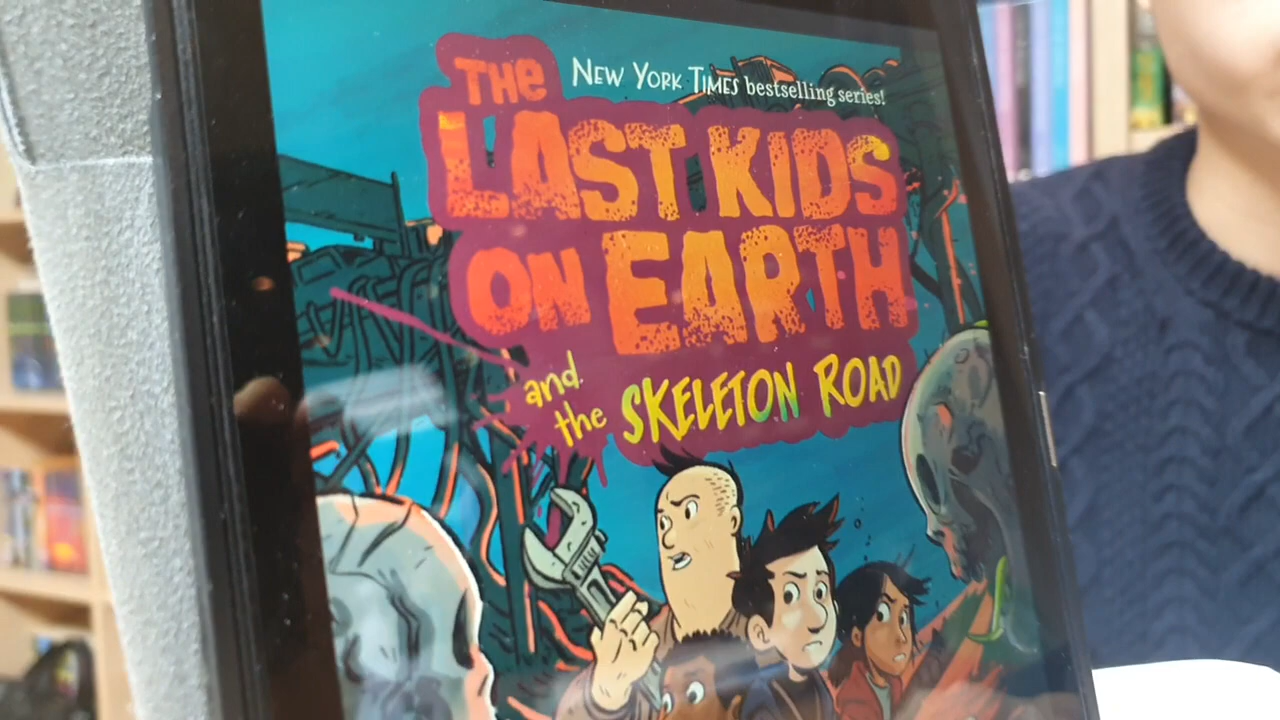 New York Times bestselling series!
THE
LAST KIDS
ON EARTH
and
the SKELETON ROAD